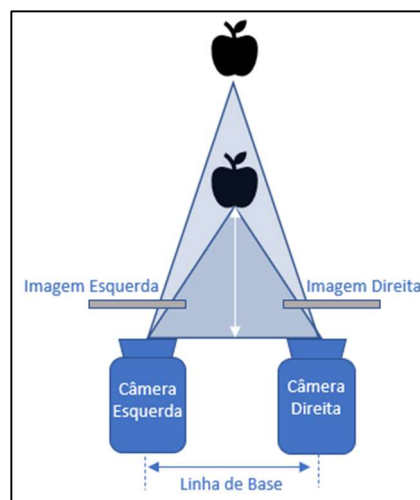 Imagem Esquerda
Imagem Direita
Câmera
Esquerda
Câmera
Direita
Linha de Base